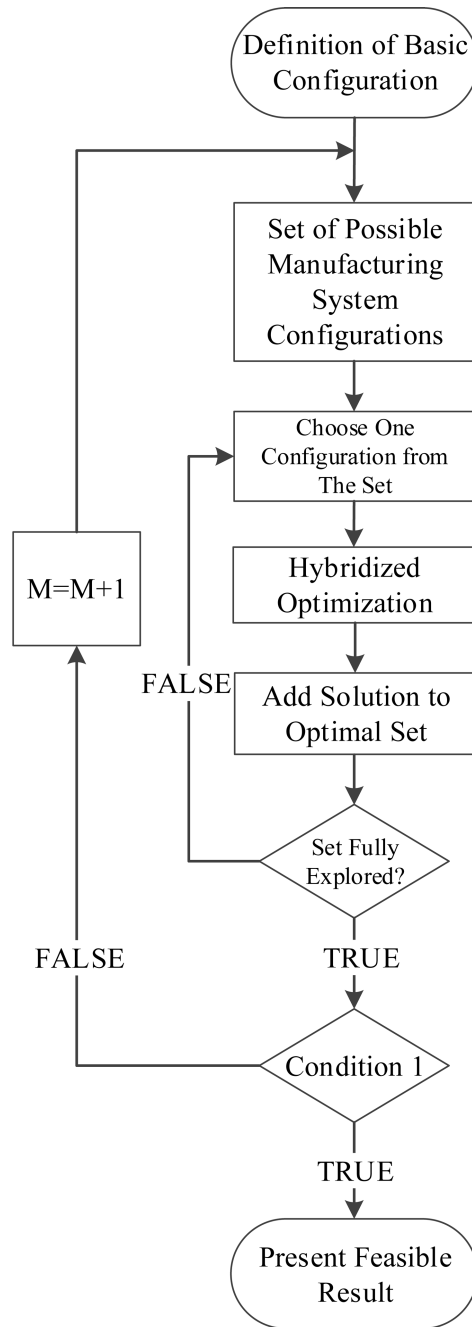 Definition of Basic
Configuration
Set of Possible
Manufacturing
System
Configurations
Choose One
Configuration from
The Set
M=M+1
Hybridized
Optimization
FALSE
Add Solution to
Optimal Set
Set Fully
Explored?
FALSE
TRUE
Condition 1
TRUE
Present Feasible
Result